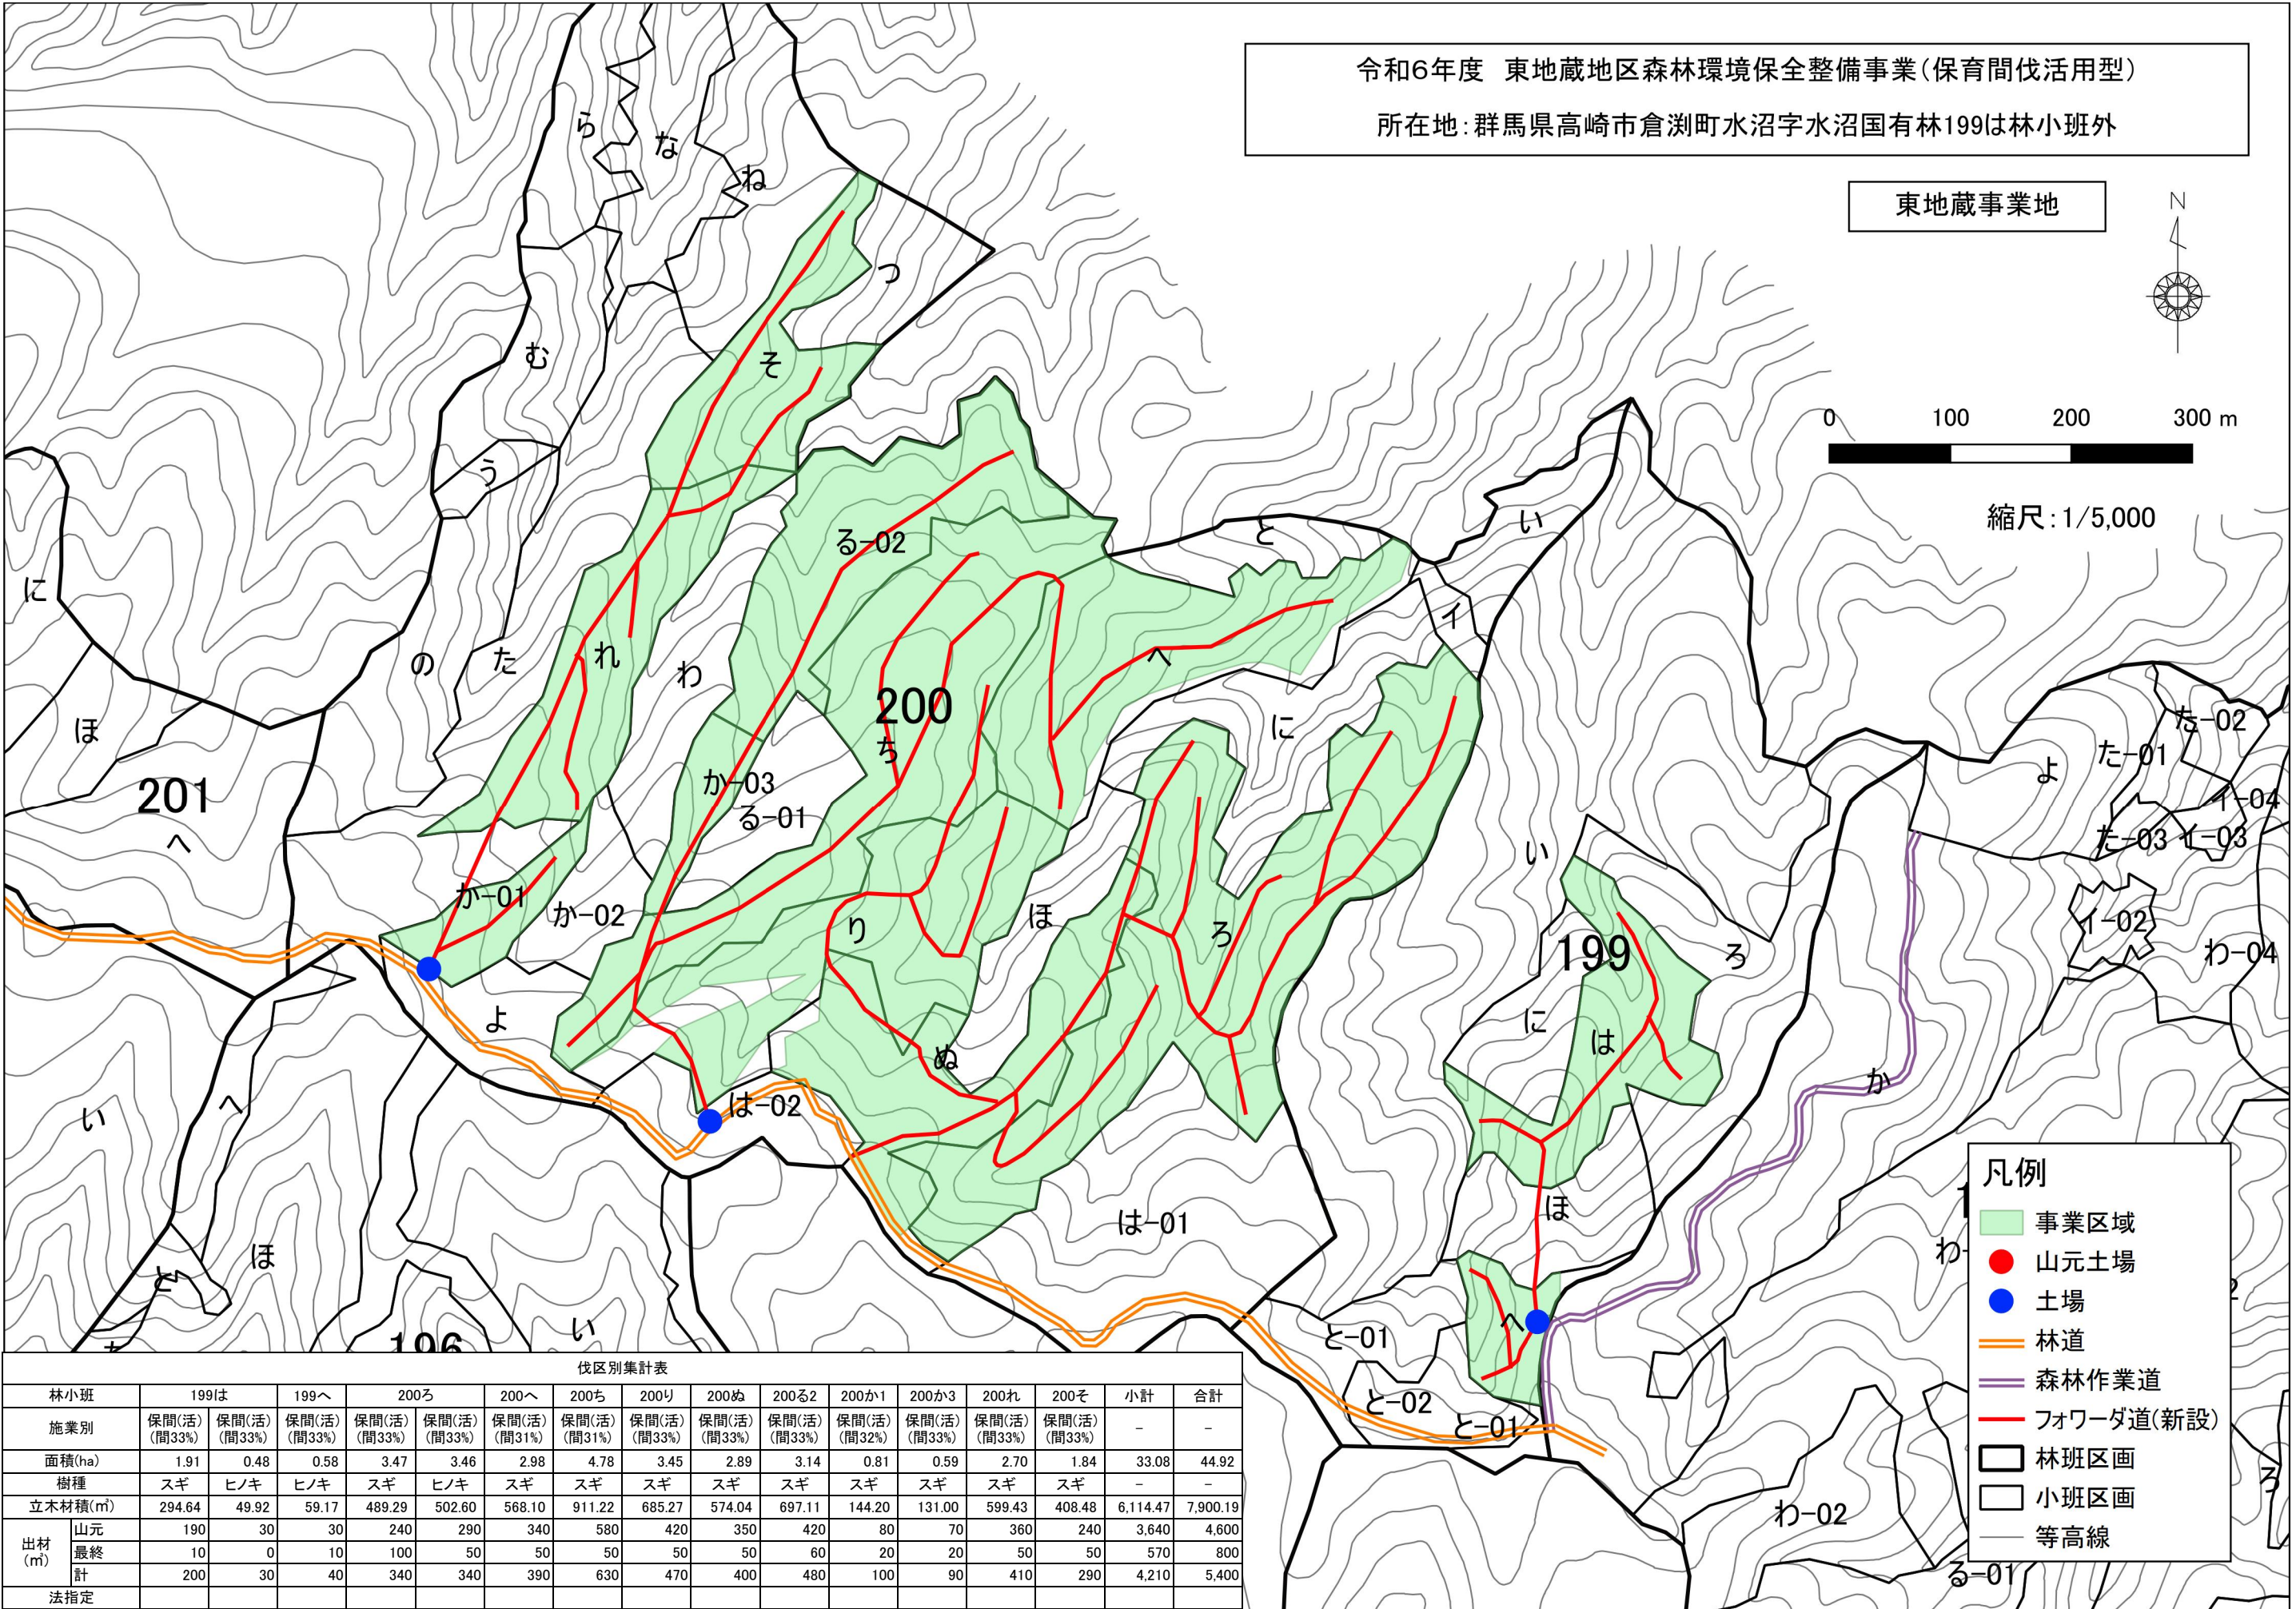 令和6年度　東地蔵地区森林環境保全整備事業（保育間伐活用型）
所在地：群馬県高崎市倉渕町水沼字水沼国有林199は林小班外
東地蔵事業地
N
0 100 200 300 m
縮尺：1/5,000
ら
な
ね
つ
む
そ
う
る-02
と
い
に
の
た
れ
わ
へ
イ
200
ち
に
ほ
201
へ
か-03
る-01
い
よ
た-01
た-02
イ-04
た-03
イ-03
か-01
か-02
り
ほ
ろ
199
ろ
イ-02
わ-04
よ
ぬ
に
は
か
い
へ
は-02
ほ
と
は-01
ほ
へ
と-01
と-02
と-01
196
い
わ-02
ろ
る-01
凡例
事業区域
山元土場
土場
林道
森林作業道
フォワーダ道(新設)
林班区画
小班区画
等高線
伐区別集計表
林小班 199は 199へ 200ろ 200へ 200ち 200り 200ぬ 200る2 200か1 200か3 200れ 200そ 小計 合計
施業別 保間(活)(間33%) 保間(活)(間33%) 保間(活)(間33%) 保間(活)(間33%) 保間(活)(間33%) 保間(活)(間31%) 保間(活)(間31%) 保間(活)(間33%) 保間(活)(間33%) 保間(活)(間33%) 保間(活)(間32%) 保間(活)(間33%) 保間(活)(間33%) 保間(活)(間33%) － －
面積(ha) 1.91 0.48 0.58 3.47 3.46 2.98 4.78 3.45 2.89 3.14 0.81 0.59 2.70 1.84 33.08 44.92
樹種 スギ ヒノキ ヒノキ スギ ヒノキ スギ スギ スギ スギ スギ スギ スギ スギ スギ － －
立木材積(㎥) 294.64 49.92 59.17 489.29 502.60 568.10 911.22 685.27 574.04 697.11 144.20 131.00 599.43 408.48 6,114.47 7,900.19
出材(㎥) 山元 190 30 30 240 290 340 580 420 350 420 80 70 360 240 3,640 4,600
最終 10 0 10 100 50 50 50 50 50 60 20 20 50 50 570 800
計 200 30 40 340 340 390 630 470 400 480 100 90 410 290 4,210 5,400
法指定